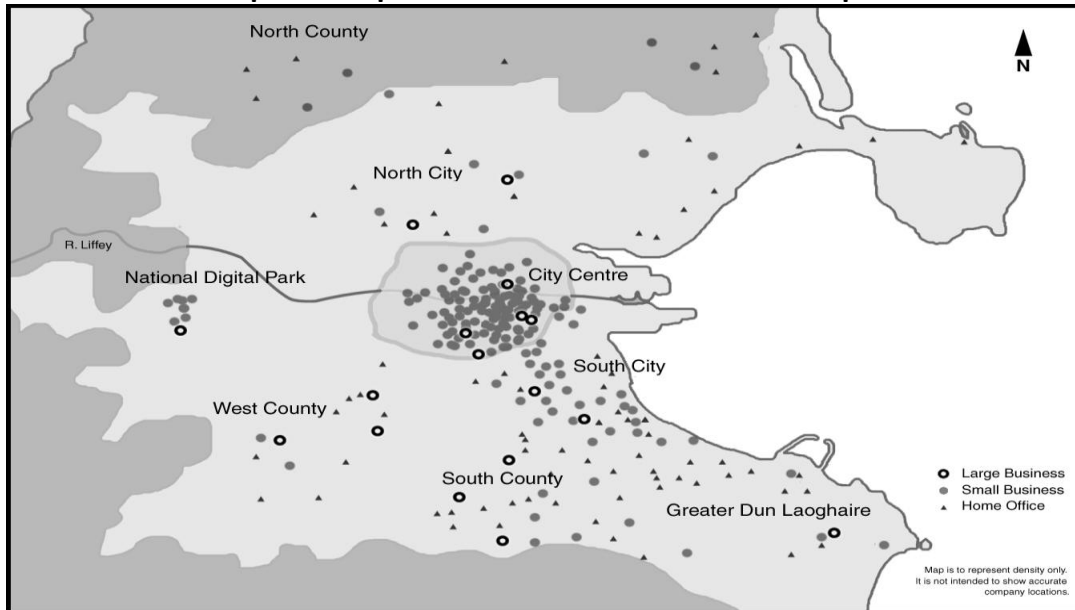 North County
N
North City
R. Liffey
National Digital Park
City Centre
South City
West County
South County
Greater Dun Laoghaire
Large Business
Small Business
Home Office
Map is to represent density only.
It is not intended to show accurate
company locations.